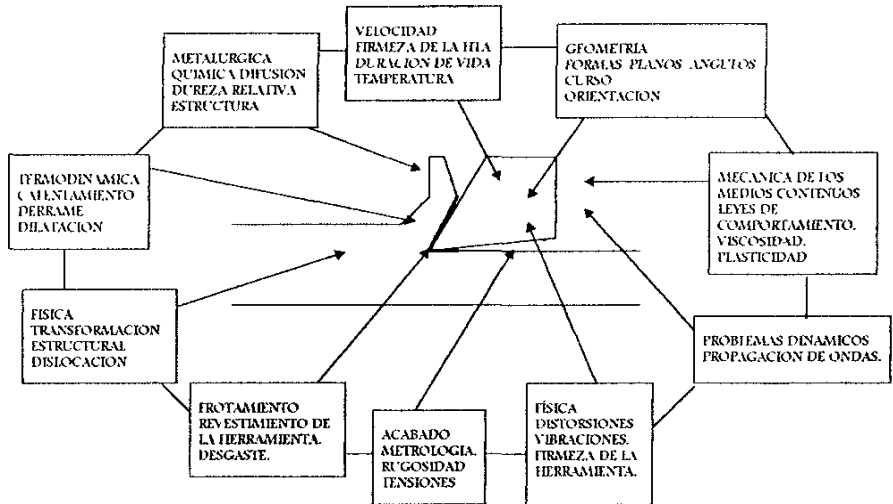 VELOCIDAD
FIRMEZA DE LA HTA
DURACION DE VIDA
TEMPERATURA
METALURGICA
QUIMICA DIFUSION
DUREZA RELATIVA
ESTRUCTURA
GEOMETRIA
FORMAS PLANOS ANGULOS
CURSO
ORIENTACION
TERMODINAMICA
CALENTAMIENTO
DERRAME
DILATACION
MECANICA DE LOS
MEDIOS CONTINUOS
LEYES DE
COMPORTAMIENTO.
VISCOSIDAD.
PLASTICIDAD
FISICA
TRANSFORMACION
ESTRUCTURAL
DISLOCACION
PROBLEMAS DINAMICOS
PROPAGACION DE ONDAS.
FROTAMIENTO
REVESTIMIENTO DE
LA HERRAMIENTA.
DESGASTE.
ACABADO
METROLOGIA.
RUGOSIDAD
TENSIONES
FÍSICA
DISTORSIONES
VIBRACIONES.
FIRMEZA DE LA
HERRAMIENTA.